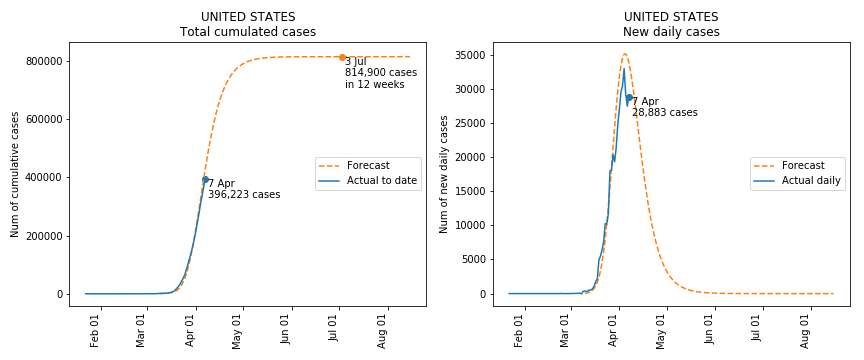 UNITED STATES
Total cumulated cases
Num of cumulative cases
800000
600000
400000
200000
0
3 Jul
814,900 cases
in 12 weeks
7 Apr
396,223 cases
Forecast
Actual to date
Feb 01
Mar 01
Apr 01
May 01
Jun 01
Jul 01
Aug 01
UNITED STATES
New daily cases
Num of new daily cases
35000
30000
25000
20000
15000
10000
5000
0
7 Apr
28,883 cases
Forecast
Actual daily
Feb 01
Mar 01
Apr 01
May 01
Jun 01
Jul 01
Aug 01